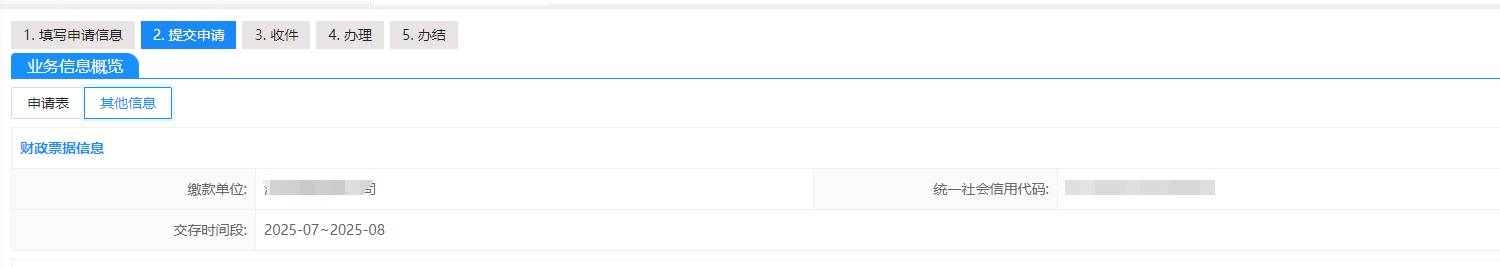 1. 填写申请信息 2. 提交申请 3. 收件 4. 办理 5. 办结
业务信息概览
申请表 其他信息
财政票据信息
缴款单位: 司 统一社会信用代码:
交存时间段: 2025-07~2025-08